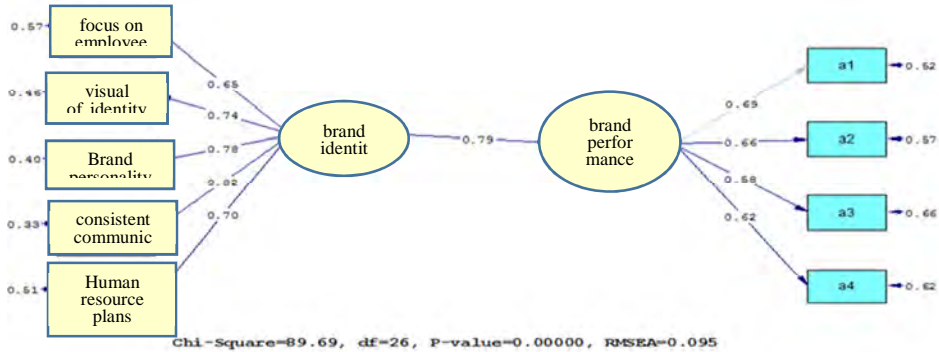 0.57
focus on
employee
visual
of identity
0.40
Brand
personality
0.33
consistent
communic
0.51
Human
resource
plans
0.65
0.74
0.78
0.82
0.70
brand
identit
0.79
brand
perfor
mance
0.69
0.66
0.58
0.62
a1
0.52
a2
0.57
a3
0.66
a4
0.62
Chi-Square=89.69, df=26, P-value=0.00000, RMSEA=0.095